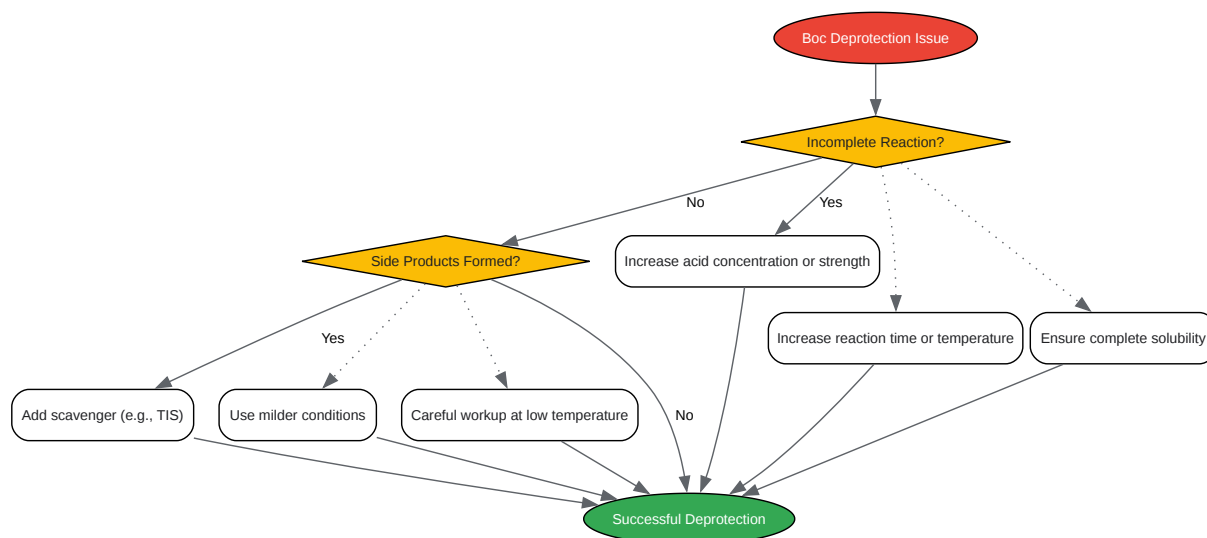 Boc Deprotection Issue
Incomplete Reaction?
No
Yes
Side Products Formed?
Increase acid concentration or strength
Yes
Increase reaction time or temperature
Ensure complete solubility
Add scavenger (e.g., TIS)
Use milder conditions
Careful workup at low temperature
No
Successful Deprotection